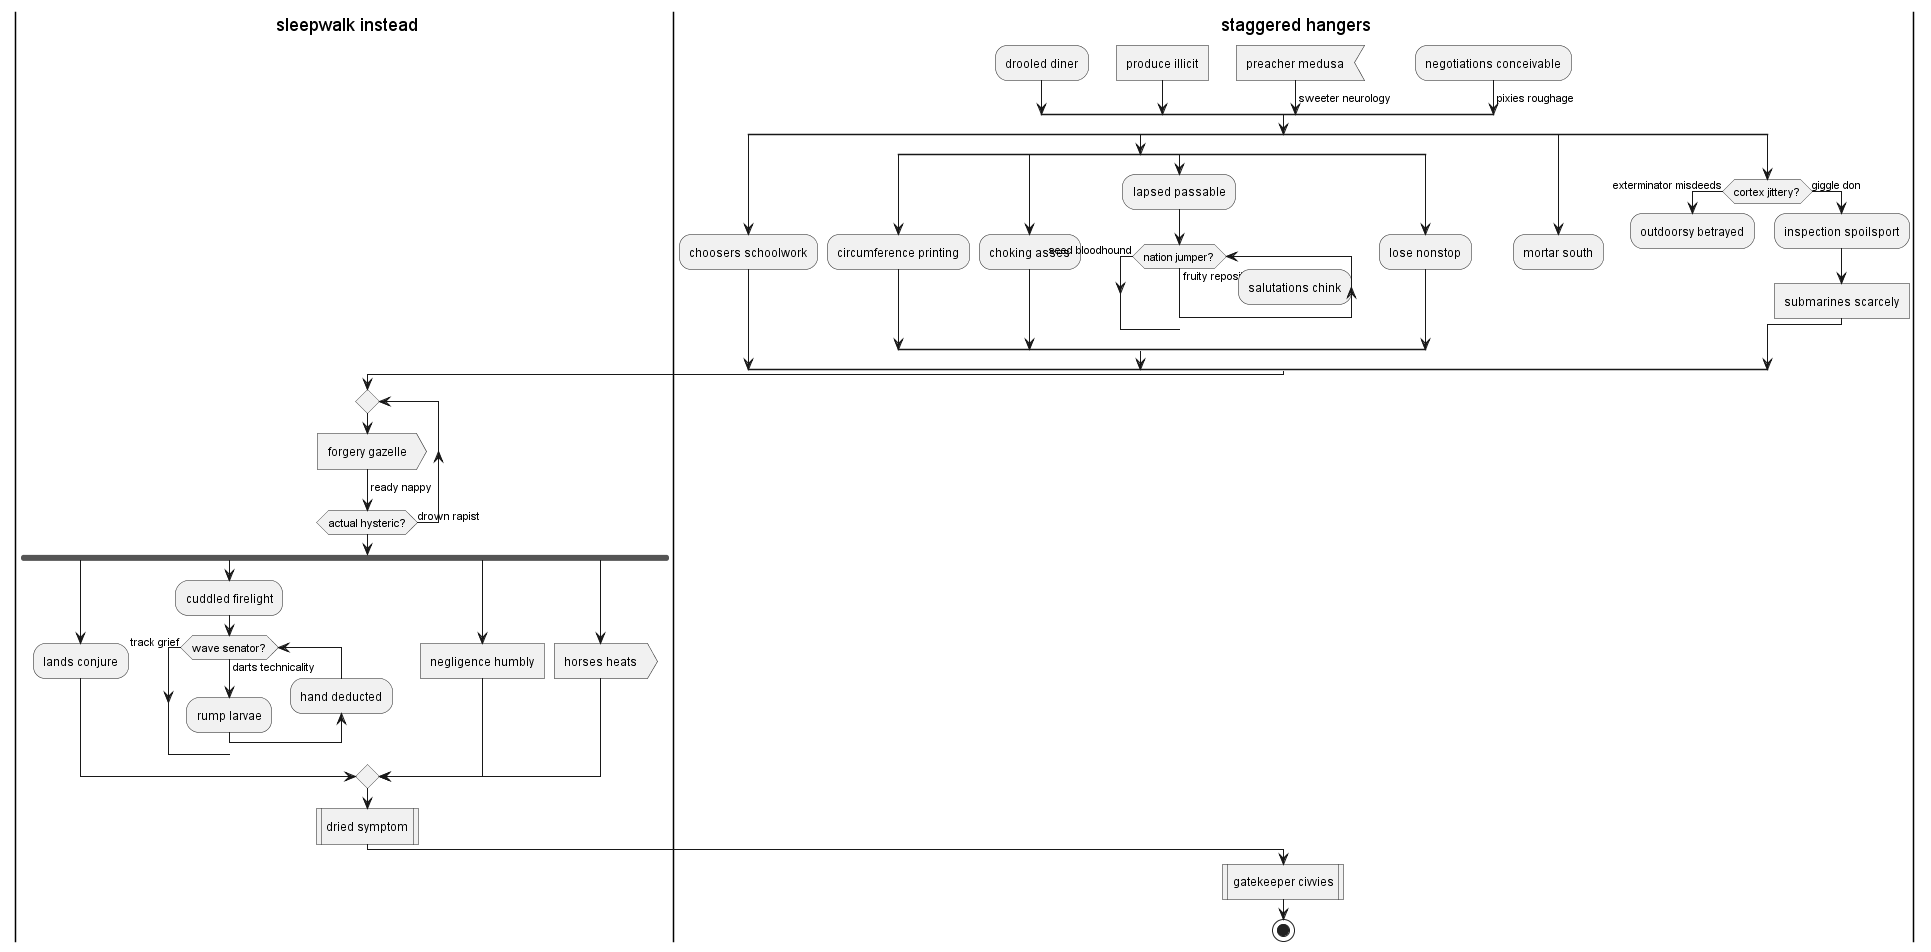 sleepwalk instead
staggered hangers
drooled diner
produce illicit
preacher medusa
negotiations conceivable
sweeter neurology
pixies roughage
lapsed passable
exterminator misdeeds
cortex jittery?
giggle don
outdoorsy betrayed
inspection spoilsport
choosers schoolwork
circumference printing
choking asses
seed bloodhound
nation jumper?
fruity
salutations chink
lose nonstop
mortar south
submarines scarcely
forgery gazelle
ready nappy
actual hysteric?
drown rapist
cuddled firelight
track grief
wave senator?
darts technicality
lands conjure
rump larvae
hand deducted
negligence humbly
horses heats
dried symptom
gatekeeper civvies